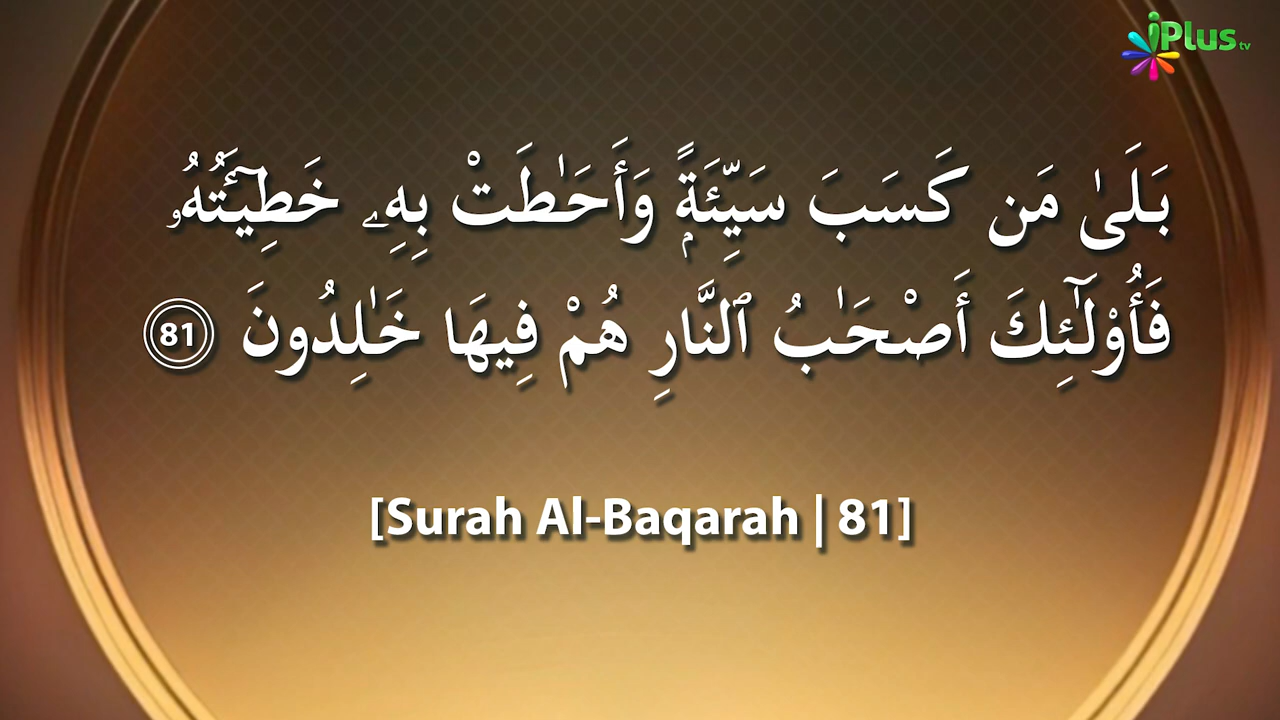 iPlus tv
بَلَىٰ مَن كَسَبَ سَيِّئَةًۭ وَأَحَـٰطَتْ بِهِۦ خَطِيٓـَٔتُهُۥ
فَأُو۟لَـٰٓئِكَ أَصْحَـٰبُ ٱلنَّارِ هُمْ فِيهَا خَـٰلِدُونَ 81
[Surah Al-Baqarah | 81]